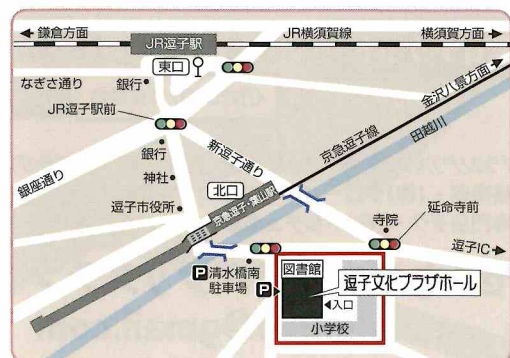 ←鎌倉方面
JR横須賀線
横須賀方面→
JR逗子駅
東口
なぎさ通り
銀行
金沢八景方面→
JR逗子駅前
銀行
新逗子通り
京急逗子線
田越川
銀座通り
神社
北口
逗子市役所
京急逗子・葉山駅
寺院
延命寺前
逗子IC→
P清水橋南
駐車場
P
図書館
逗子文化プラザホール
◀入口
小学校